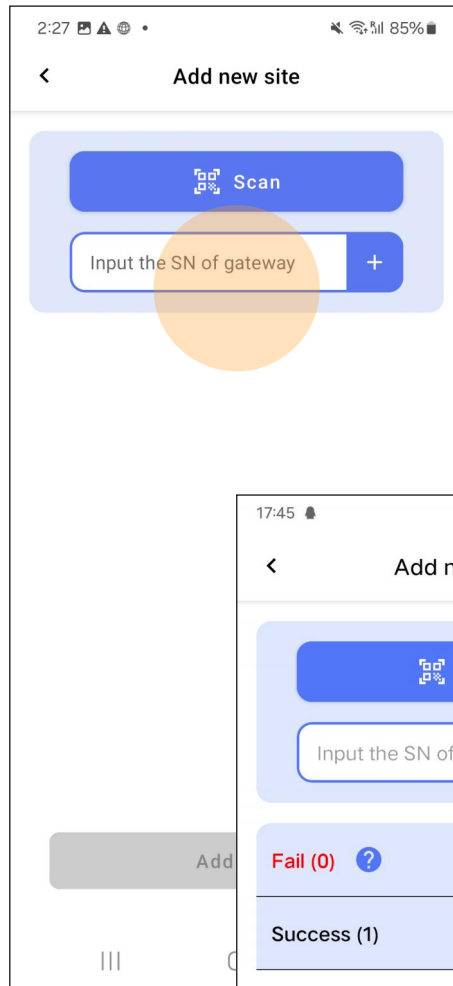 2:27
85%
Add new site
Scan
Input the SN of gateway
+
Add
17:45
Add
Input the SN of
Fail (0) ?
Success (1)